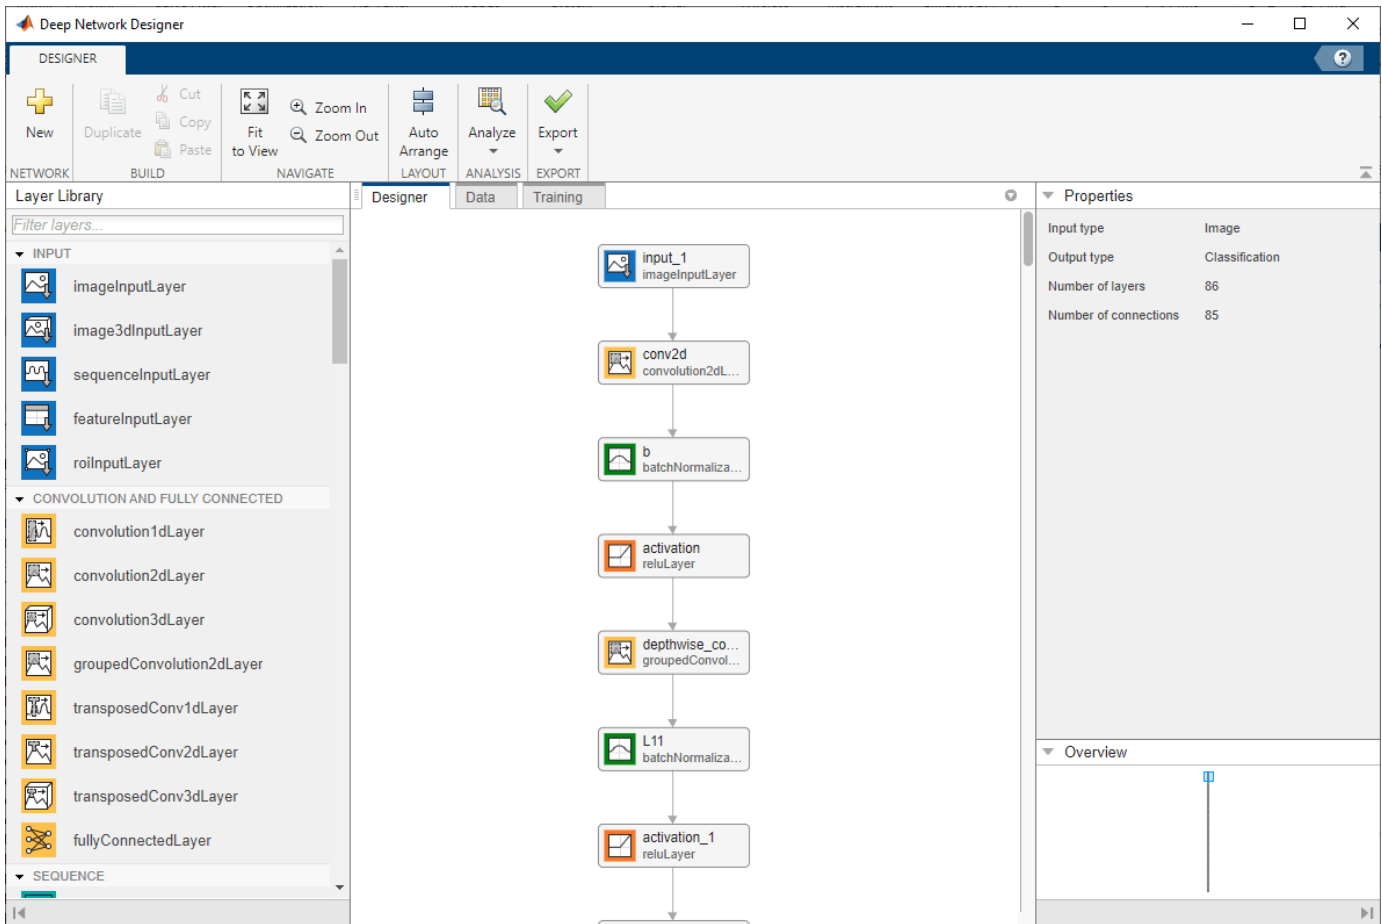 Deep Network Designer
DESIGNER
?
New
Duplicate
Cut
Copy
Paste
Fit
to View
Zoom In
Zoom Out
Auto
Arrange
Analyze
Export
NETWORK
BUILD
NAVIGATE
LAYOUT
ANALYSIS
EXPORT
Layer Library
Filter layers...
INPUT
imageInputLayer
image3dInputLayer
sequenceInputLayer
featureInputLayer
roiInputLayer
CONVOLUTION AND FULLY CONNECTED
convolution1dLayer
convolution2dLayer
convolution3dLayer
groupedConvolution2dLayer
transposedConv1dLayer
transposedConv2dLayer
transposedConv3dLayer
fullyConnectedLayer
SEQUENCE
Designer
Data
Training
input_1
imageInputLayer
conv2d
convolution2dL...
b
batchNormaliza...
activation
reluLayer
depthwise_co...
groupedConvol...
L11
batchNormaliza...
activation_1
reluLayer
Properties
Input type Image
Output type Classification
Number of layers 86
Number of connections 85
Overview